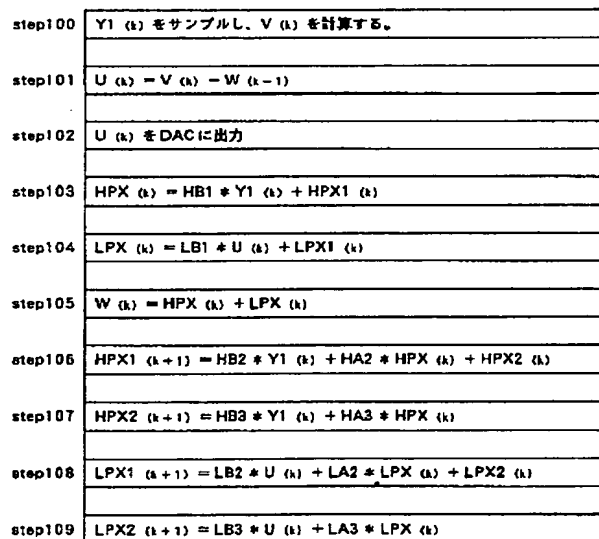 step100 Y1 (k) をサンプルし、V (k) を計算する。
step101 U (k) = V (k) - W (k-1)
step102 U (k) をDACに出力
step103 HPX (k) = HB1 * Y1 (k) + HPX1 (k)
step104 LPX (k) = LB1 * U (k) + LPX1 (k)
step105 W (k) = HPX (k) + LPX (k)
step106 HPX1 (k+1) = HB2 * Y1 (k) + HA2 * HPX (k) + HPX2 (k)
step107 HPX2 (k+1) = HB3 * Y1 (k) + HA3 * HPX (k)
step108 LPX1 (k+1) = LB2 * U (k) + LA2 * LPX (k) + LPX2 (k)
step109 LPX2 (k+1) = LB3 * U (k) + LA3 * LPX (k)